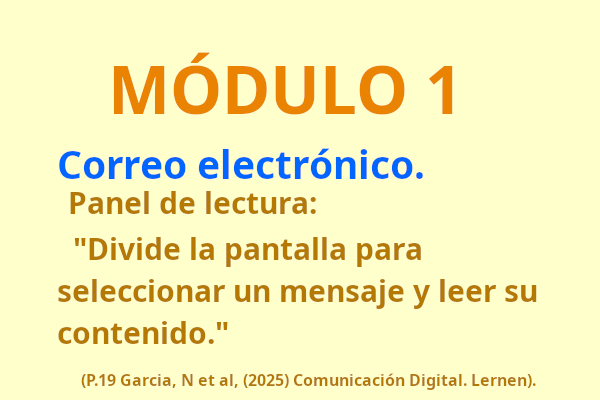 MÓDULO 1
Correo electrónico.
Panel de lectura:
"Divide la pantalla para
seleccionar un mensaje y leer su
contenido."
(P.19 Garcia, N et al, (2025) Comunicación Digital. Lernen).